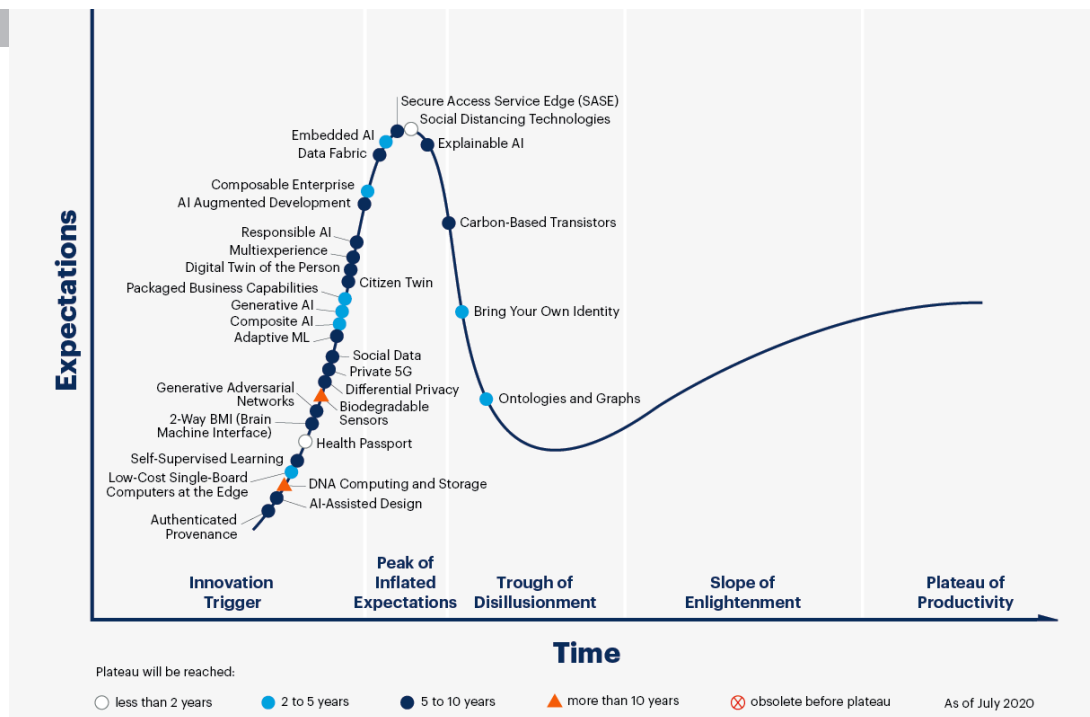 Secure Access Service Edge (SASE)
Social Distancing Technologies
Embedded AI
Explainable AI
Data Fabric
Composable Enterprise
AI Augmented Development
Carbon-Based Transistors
Responsible AI
Multiexperience
Digital Twin of the Person
Citizen Twin
Packaged Business Capabilities
Generative AI
Bring Your Own Identity
Composite AI
Adaptive ML
Social Data
Private 5G
Differential Privacy
Generative Adversarial
Networks
Biodegradable
Sensors
Ontologies and Graphs
2-Way BMI (Brain
Machine Interface)
Health Passport
Self-Supervised Learning
Low-Cost Single-Board
Computers at the Edge
DNA Computing and Storage
AI-Assisted Design
Authenticated
Provenance
Expectations
Innovation
Trigger
Peak of
Inflated
Expectations
Trough of
Disillusionment
Slope of
Enlightenment
Plateau of
Productivity
Time
Plateau will be reached:
less than 2 years
2 to 5 years
5 to 10 years
more than 10 years
obsolete before plateau
As of July 2020